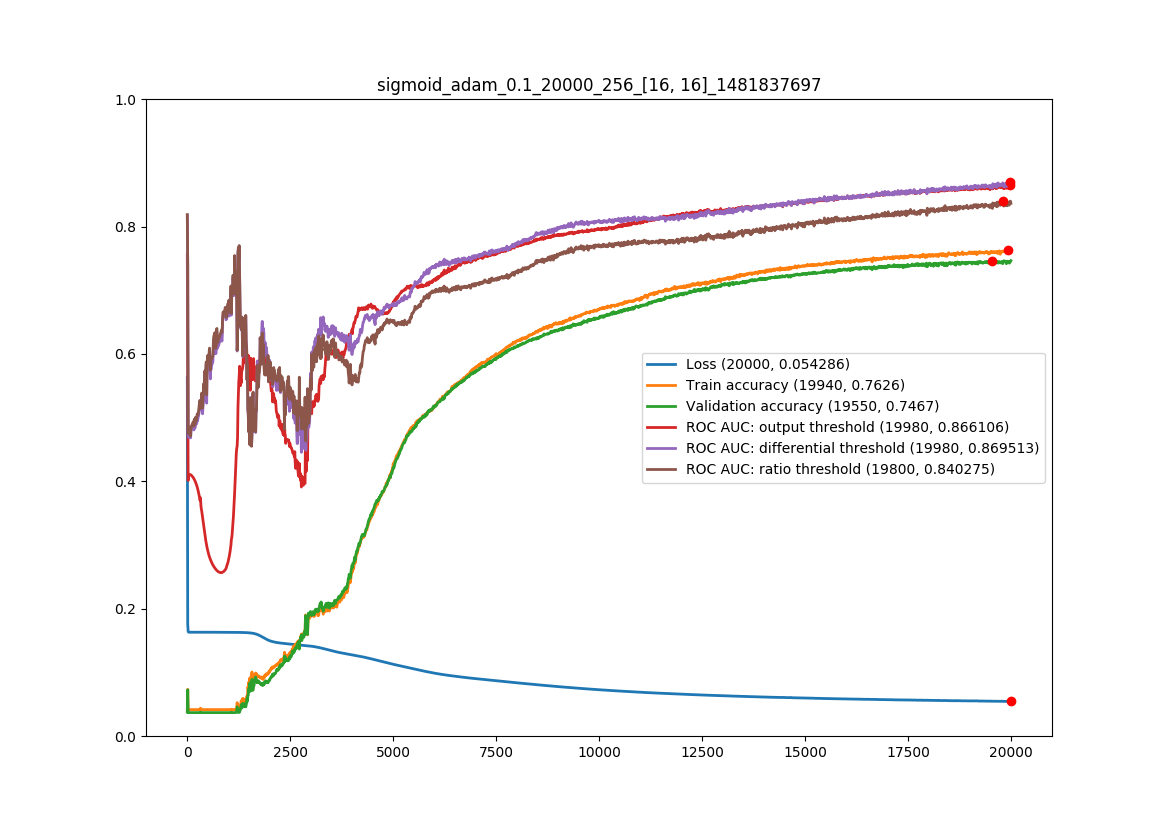 sigmoid_adam_0.1_20000_256_[16, 16]_1481837697
1.0
0.8
0.6
0.4
0.2
0.0
Loss (20000, 0.054286)
Train accuracy (19940, 0.7626)
Validation accuracy (19550, 0.7467)
ROC AUC: output threshold (19980, 0.866106)
ROC AUC: differential threshold (19980, 0.869513)
ROC AUC: ratio threshold (19800, 0.840275)
0 2500 5000 7500 10000 12500 15000 17500 20000